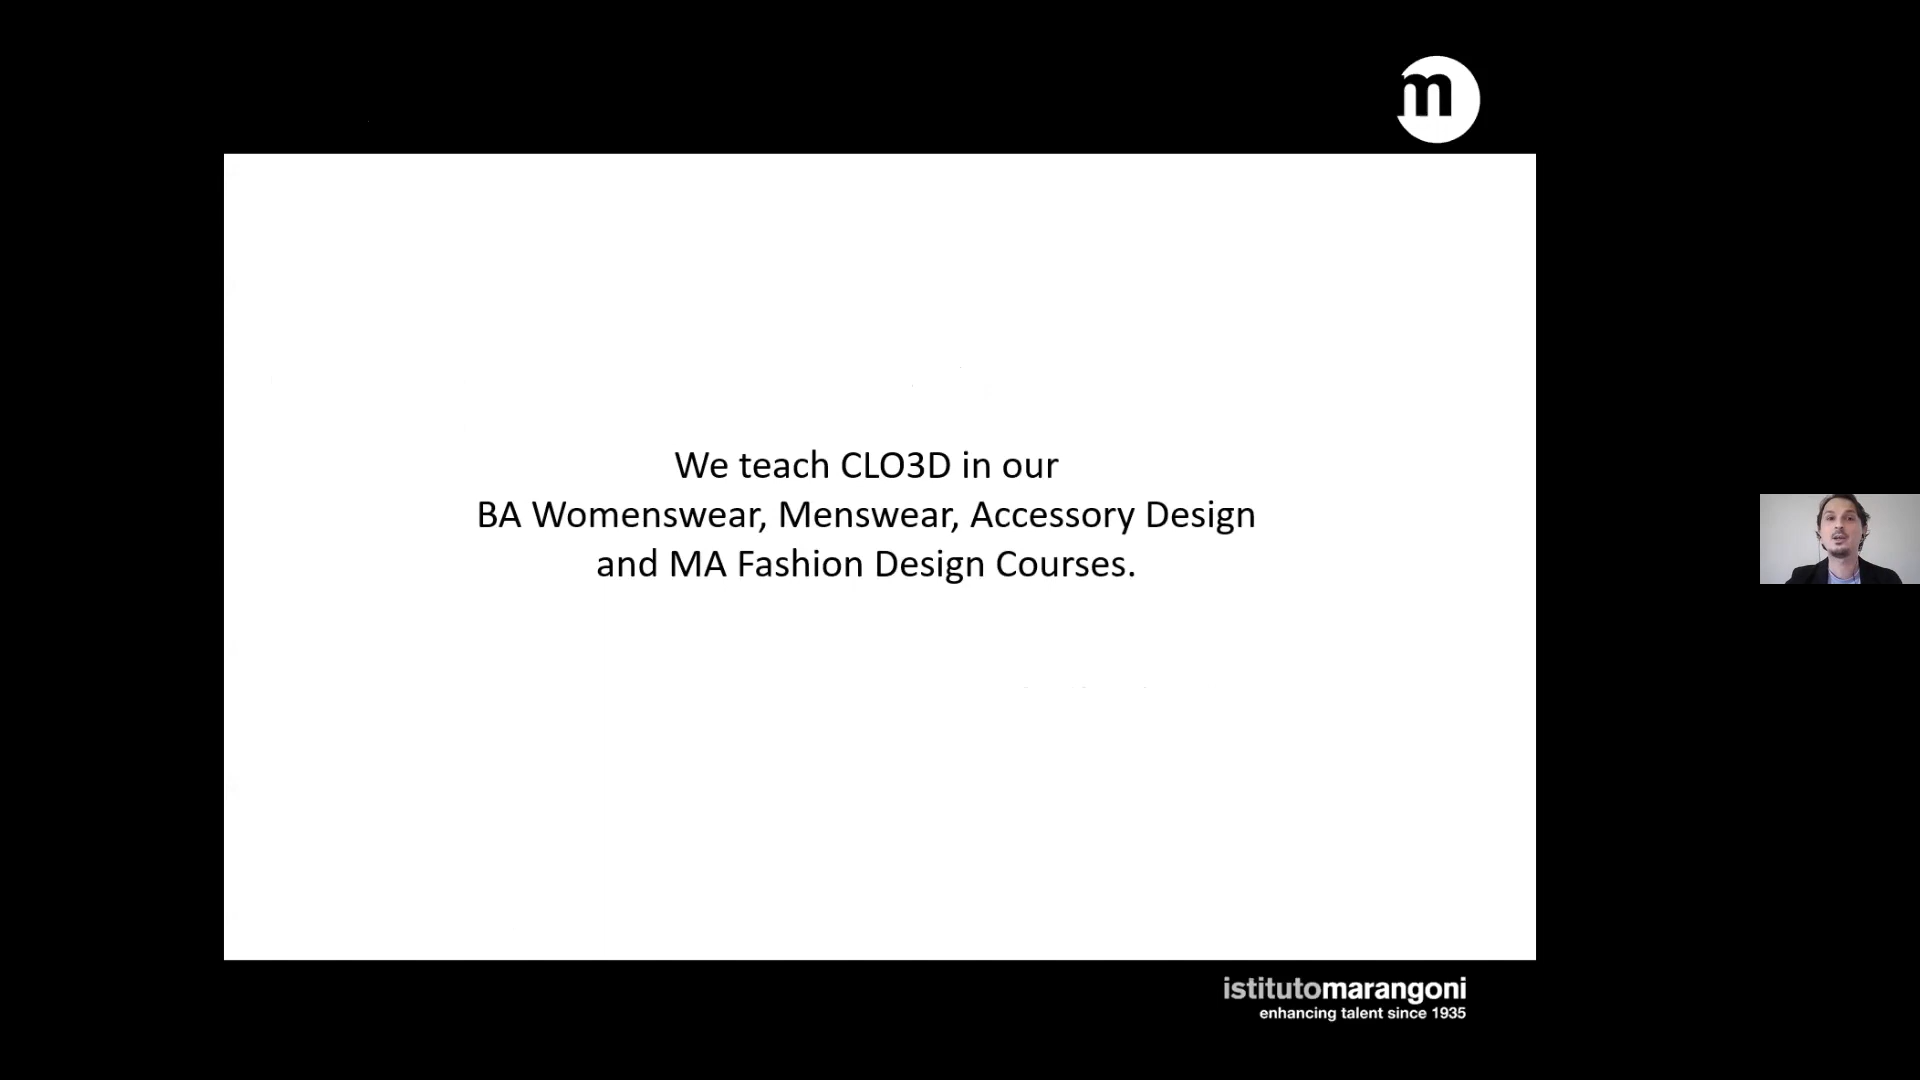 m
We teach CLO3D in our
BA Womenswear, Menswear, Accessory Design
and MA Fashion Design Courses.
istitutomarangoni
enhancing talent since 1935